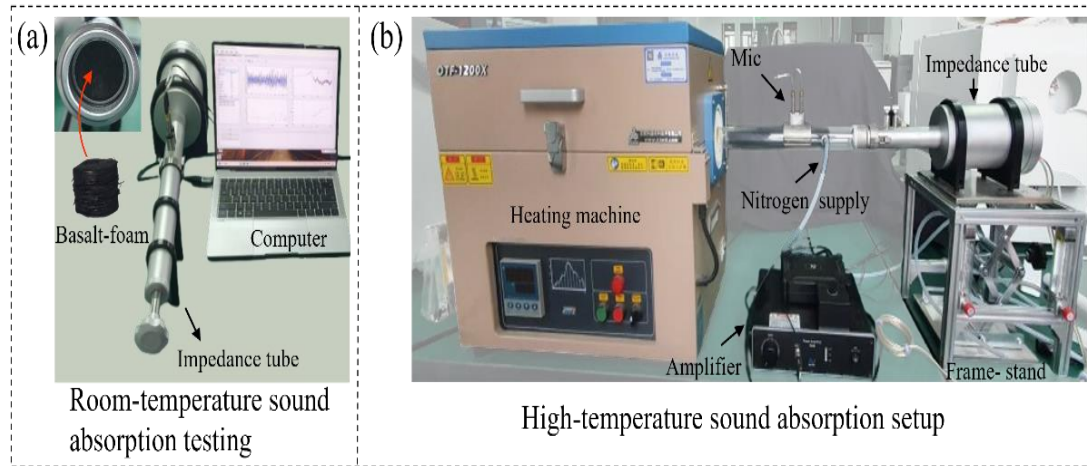 (a)
Basalt-foam
Computer
Impedance tube
Room-temperature sound
absorption testing
(b)
OTF-1200X
Mic
Impedance tube
Nitrogen supply
Heating machine
Amplifier
Frame- stand
High-temperature sound absorption setup